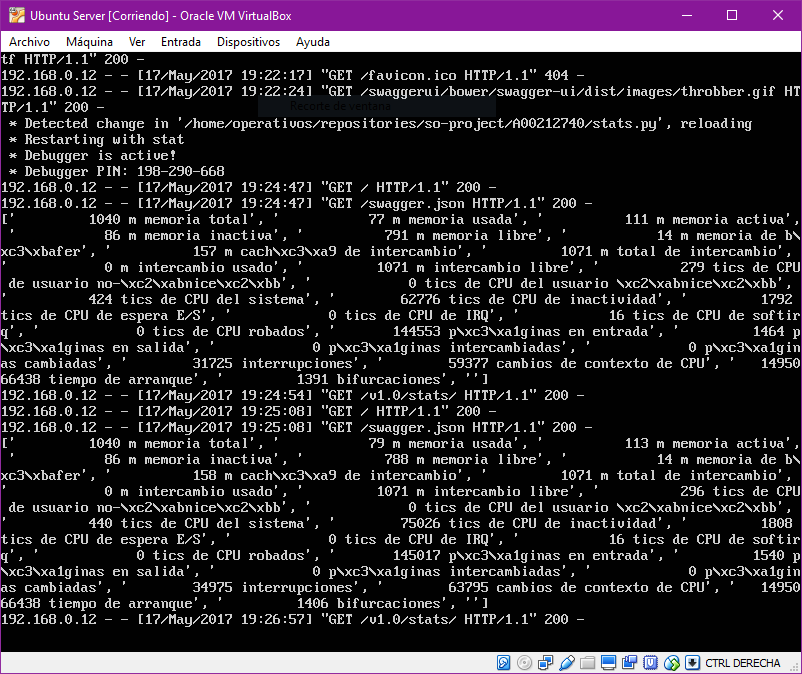 Ubuntu Server [Corriendo] - Oracle VM VirtualBox
Archivo Máquina Ver Entrada Dispositivos Ayuda
tf HTTP/1.1" 200 -
192.168.0.12 - - [17/May/2017 19:22:17] "GET /favicon.ico HTTP/1.1" 404 -
192.168.0.12 - - [17/May/2017 19:22:24] "GET /swaggerui/bower/swagger-ui/dist/images/throbber.gif HT
TP/1.1" 200 -
Recorte de ventana
 * Detected change in '/home/operativos/repositories/so-project/A00212740/stats.py', reloading
 * Restarting with stat
 * Debugger is active!
 * Debugger PIN: 198-290-668
192.168.0.12 - - [17/May/2017 19:24:47] "GET / HTTP/1.1" 200 -
192.168.0.12 - - [17/May/2017 19:24:47] "GET /swagger.json HTTP/1.1" 200 -
['         1040 m memoria total', '           77 m memoria usada', '          111 m memoria activa',
 '           86 m memoria inactiva', '          791 m memoria libre', '           14 m memoria de b\
xc3\xbafer', '          157 m cach\xc3\xa9 de intercambio', '         1071 m total de intercambio',
'            0 m intercambio usado', '         1071 m intercambio libre', '          279 tics de CPU
 de usuario no-\xc2\xabnice\xc2\xbb', '            0 tics de CPU del usuario \xc2\xabnice\xc2\xbb',
'          424 tics de CPU del sistema', '        62776 tics de CPU de inactividad', '         1792
tics de CPU de espera E/S', '            0 tics de CPU de IRQ', '           16 tics de CPU de softir
q', '            0 tics de CPU robados', '       144553 p\xc3\xa1ginas en entrada', '         1464 p
\xc3\xa1ginas en salida', '            0 p\xc3\xa1ginas intercambiadas', '            0 p\xc3\xa1gin
as cambiadas', '        31725 interrupciones', '        59377 cambios de contexto de CPU', '   14950
66438 tiempo de arranque', '         1391 bifurcaciones', '']
192.168.0.12 - - [17/May/2017 19:24:54] "GET /v1.0/stats/ HTTP/1.1" 200 -
192.168.0.12 - - [17/May/2017 19:25:08] "GET / HTTP/1.1" 200 -
192.168.0.12 - - [17/May/2017 19:25:08] "GET /swagger.json HTTP/1.1" 200 -
['         1040 m memoria total', '           79 m memoria usada', '          113 m memoria activa',
 '           86 m memoria inactiva', '          788 m memoria libre', '           14 m memoria de b\
xc3\xbafer', '          158 m cach\xc3\xa9 de intercambio', '         1071 m total de intercambio',
'            0 m intercambio usado', '         1071 m intercambio libre', '          296 tics de CPU
 de usuario no-\xc2\xabnice\xc2\xbb', '            0 tics de CPU del usuario \xc2\xabnice\xc2\xbb',
'          440 tics de CPU del sistema', '        75026 tics de CPU de inactividad', '         1808
tics de CPU de espera E/S', '            0 tics de CPU de IRQ', '           16 tics de CPU de softir
q', '            0 tics de CPU robados', '       145017 p\xc3\xa1ginas en entrada', '         1540 p
\xc3\xa1ginas en salida', '            0 p\xc3\xa1ginas intercambiadas', '            0 p\xc3\xa1gin
as cambiadas', '        34975 interrupciones', '        63795 cambios de contexto de CPU', '   14950
66438 tiempo de arranque', '         1406 bifurcaciones', '']
192.168.0.12 - - [17/May/2017 19:26:57] "GET /v1.0/stats/ HTTP/1.1" 200 -
CTRL DERECHA